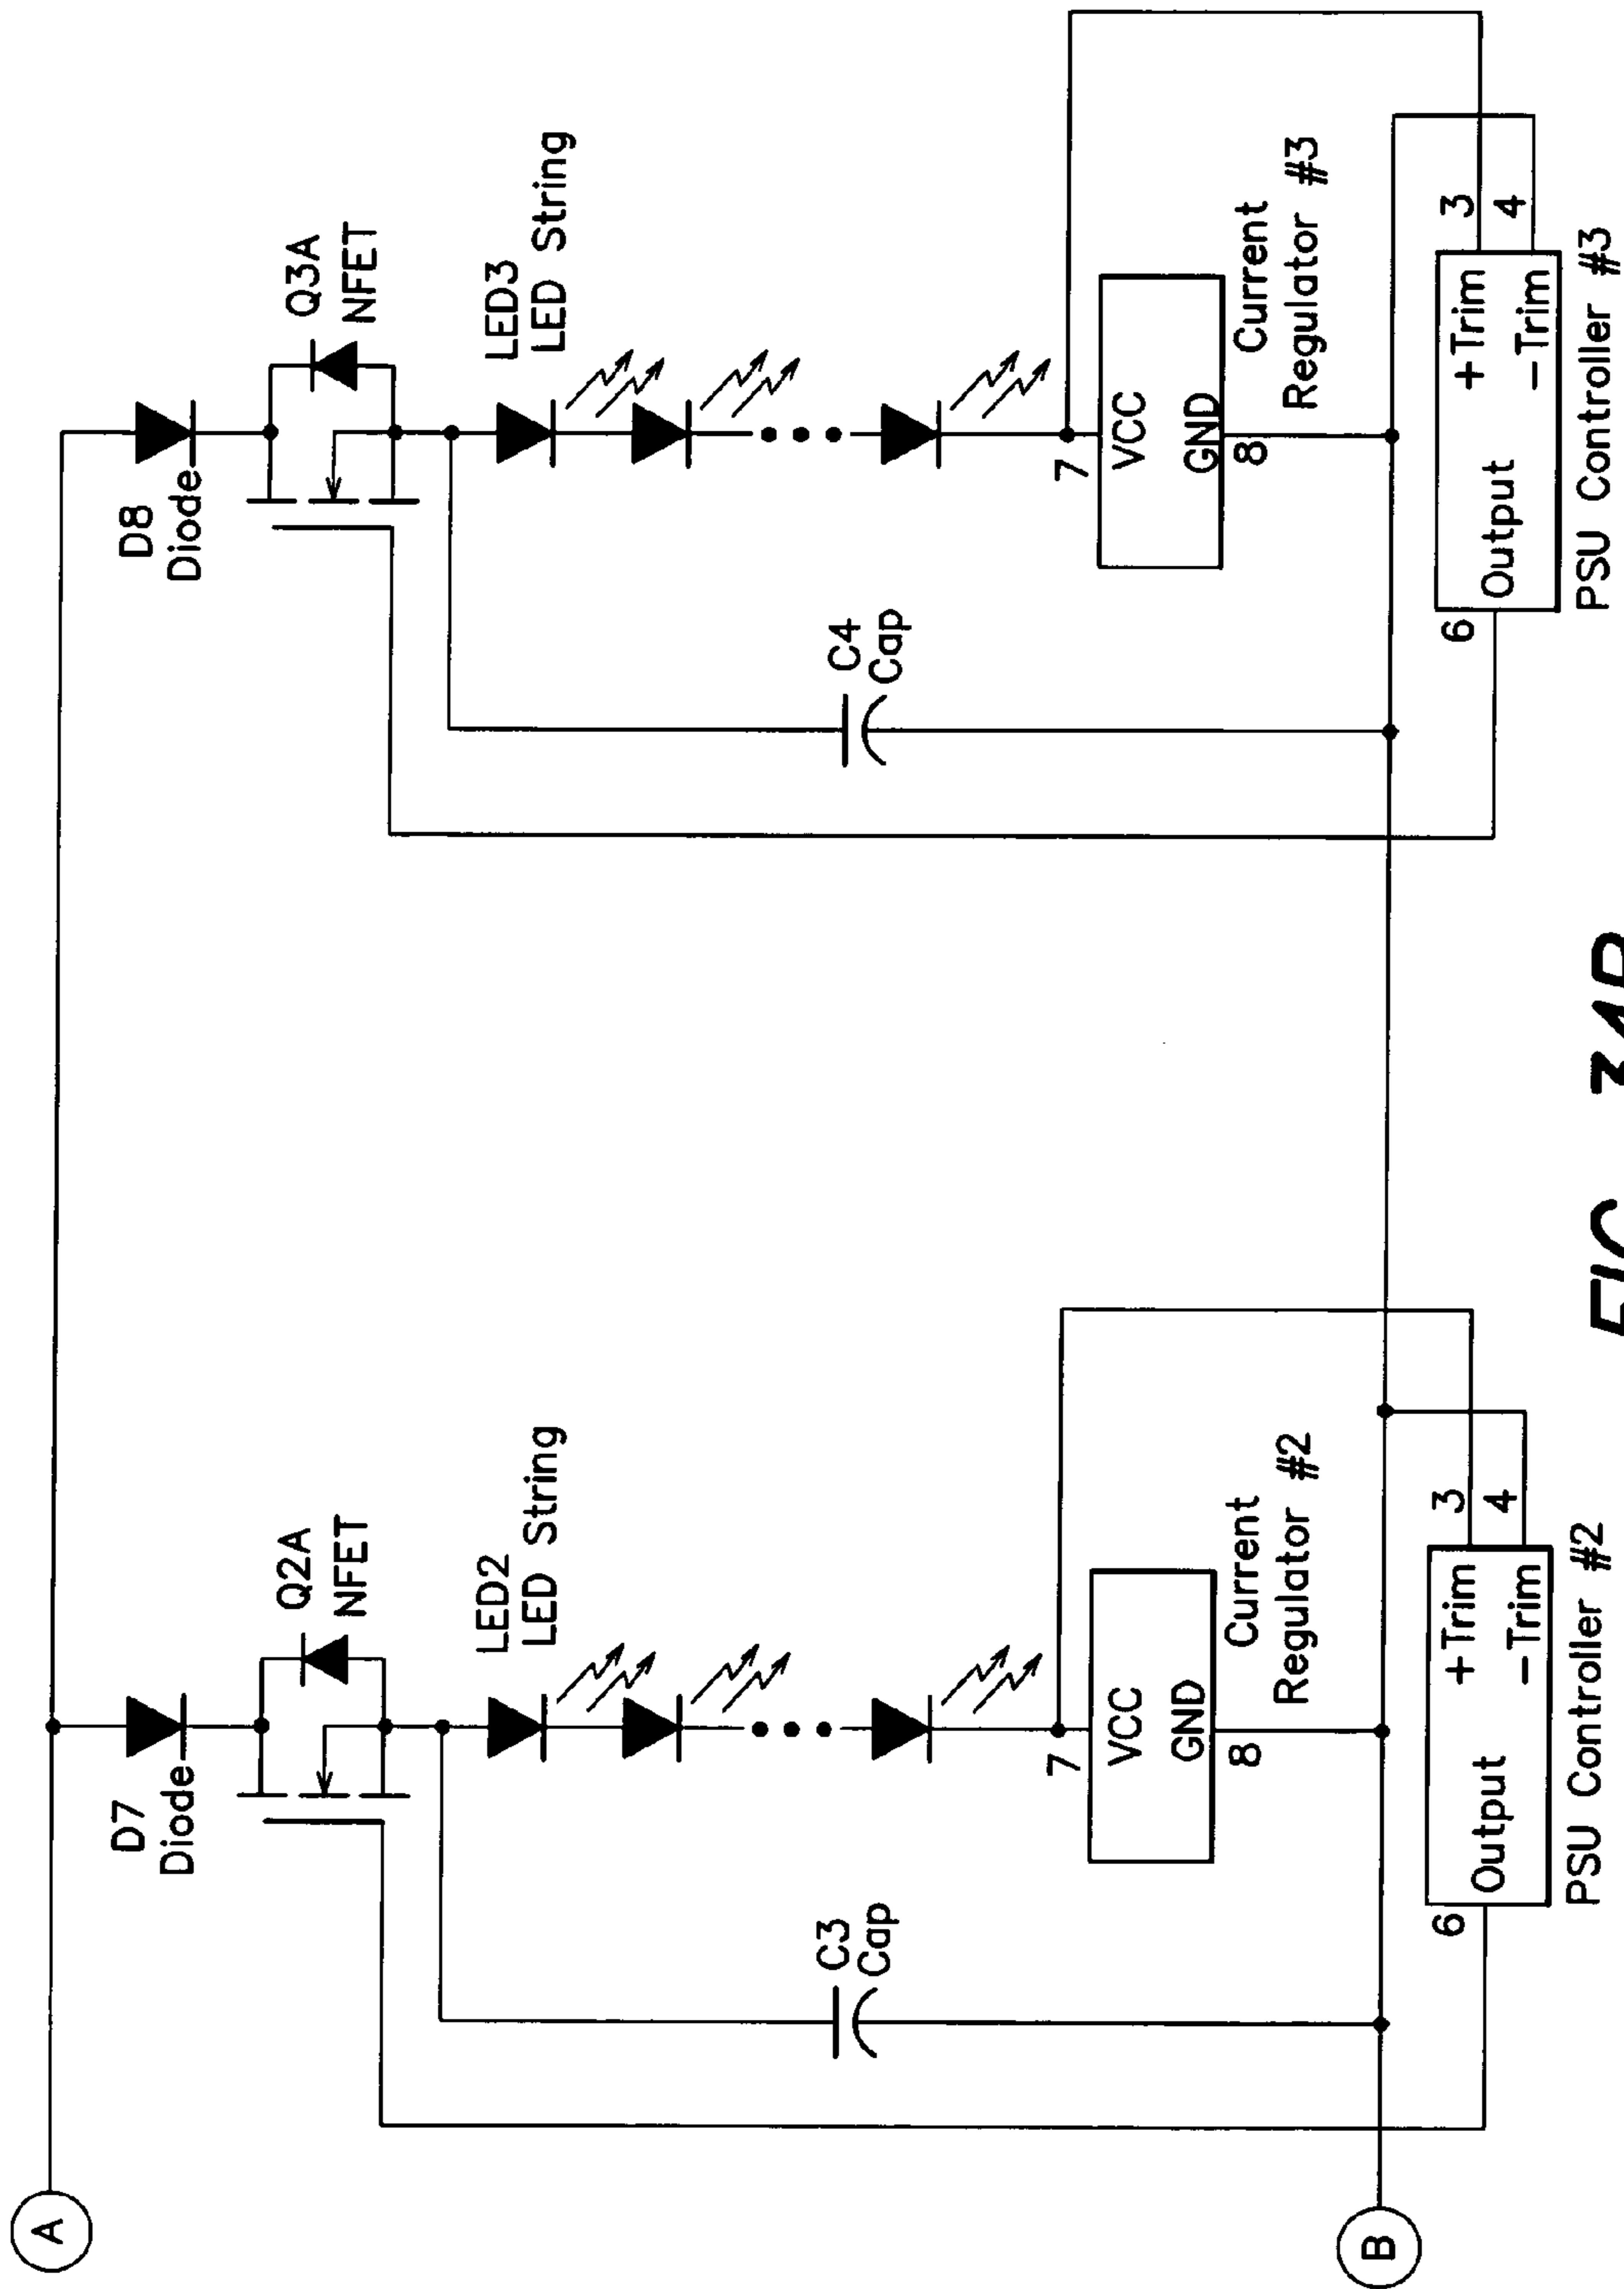 A
D7
Diode
Q2A
NFET
LED2
LED String
C3
Cap
7
VCC
GND
8
Current
Regulator #2
B
6
Output
+Trim
-Trim
3
4
PSU Controller #2
D8
Diode
Q3A
NFET
LED3
LED String
C4
Cap
7
VCC
GND
8
Current
Regulator #3
6
Output
+Trim
-Trim
3
4
PSU Controller #3